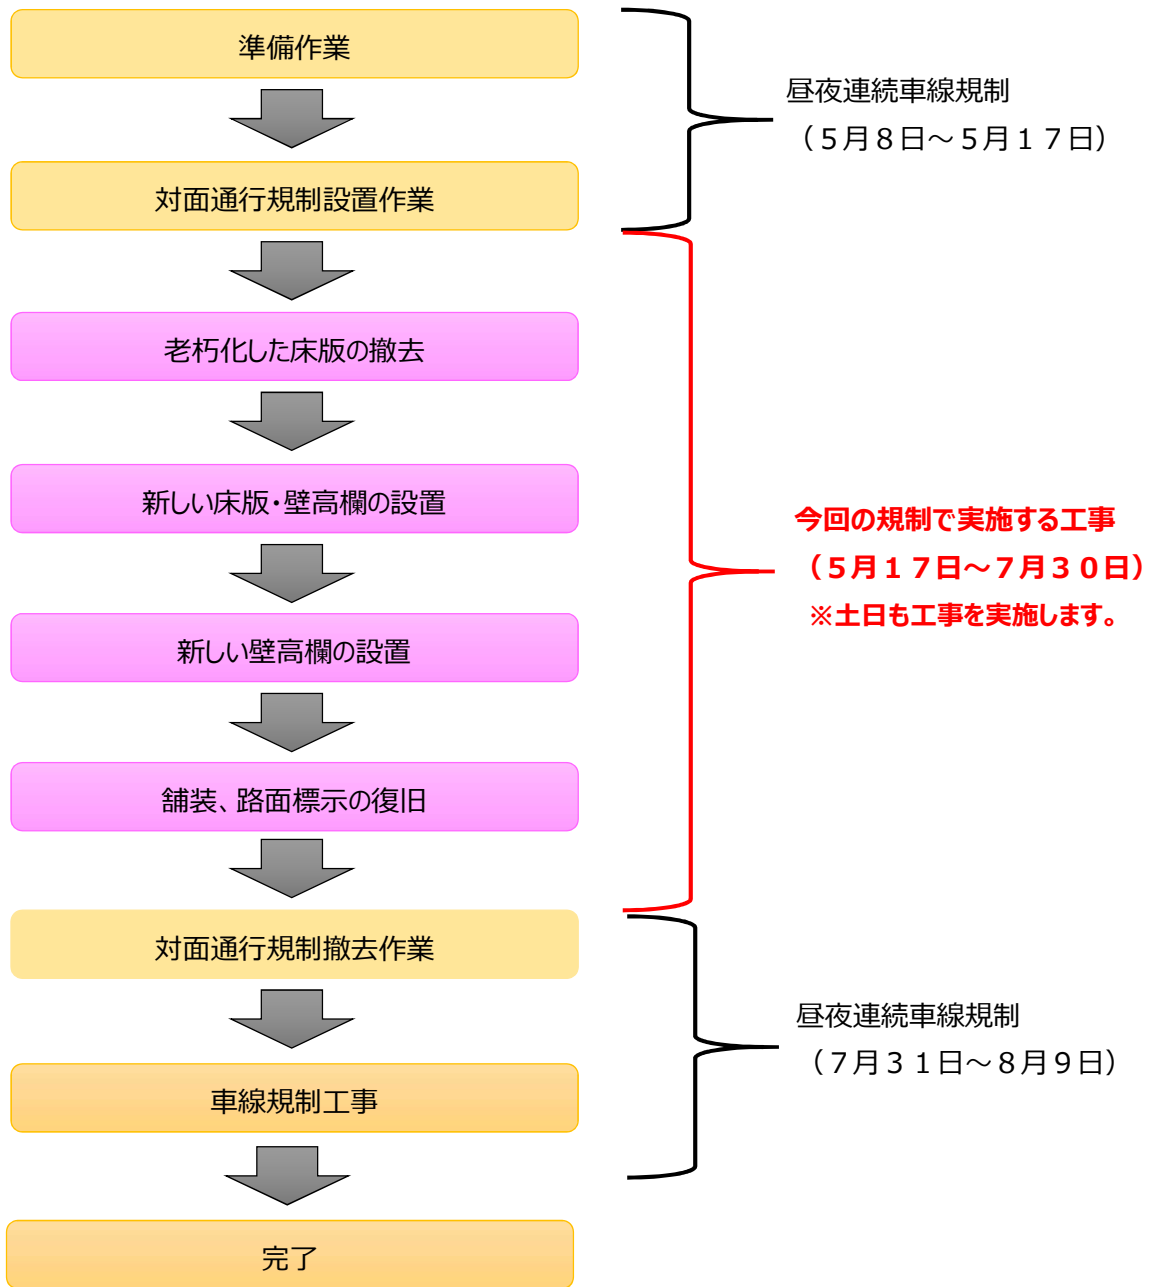 準備作業
昼夜連続車線規制
（５月８日～５月１７日）
対面通行規制設置作業
老朽化した床版の撤去
新しい床版・壁高欄の設置
今回の規制で実施する工事
（５月１７日～７月３０日）
※土日も工事を実施します。
新しい壁高欄の設置
舗装、路面標示の復旧
対面通行規制撤去作業
昼夜連続車線規制
（７月３１日～８月９日）
車線規制工事
完了